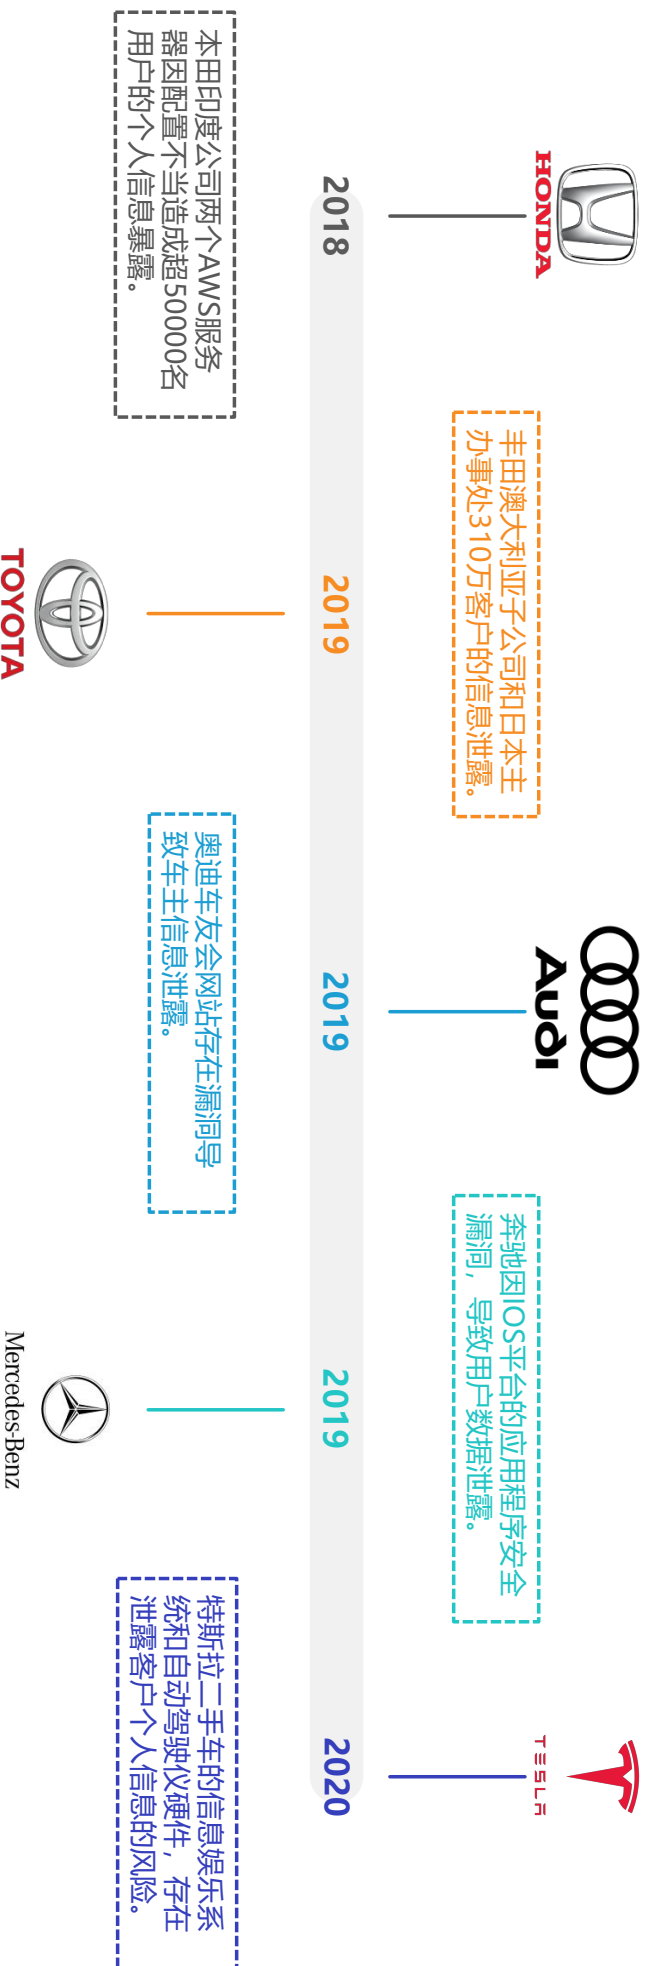 HONDA
2018
本田印度公司两个AWS服务
器因配置不当造成超50000名
用户的个人信息暴露。
丰田澳大利亚子公司和日本主
办事处310万客户的信息泄露。
2019
TOYOTA
Audi
2019
奥迪车友会网站存在漏洞导
致车主信息泄露。
奔驰因IOS平台的应用程序安全
漏洞，导致用户数据泄露。
2019
Mercedes-Benz
TESLA
2020
特斯拉二手车的信息娱乐系
统和自动驾驶仪硬件，存在
泄露客户个人信息的风险。